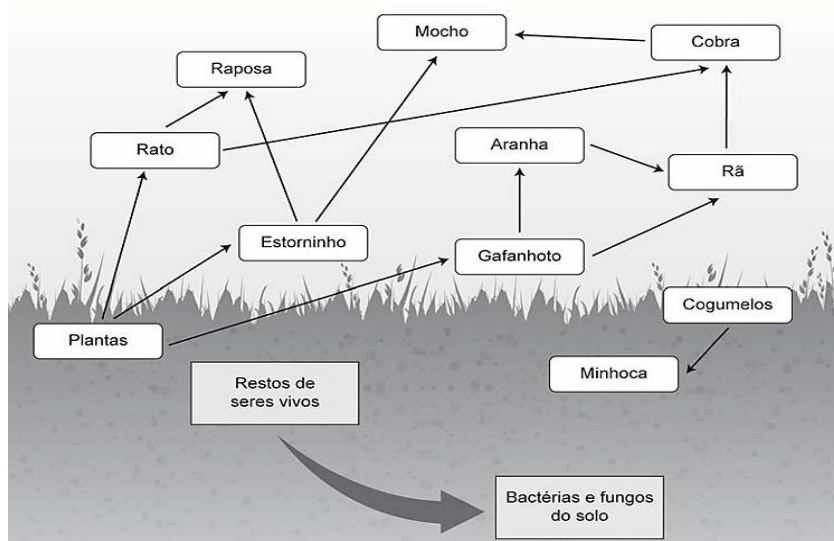 Mocho
Cobra
Raposa
Rato
Aranha
Rã
Estorninho
Gafanhoto
Cogumelos
Plantas
Minhoca
Restos de
seres vivos
Bactérias e fungos
do solo